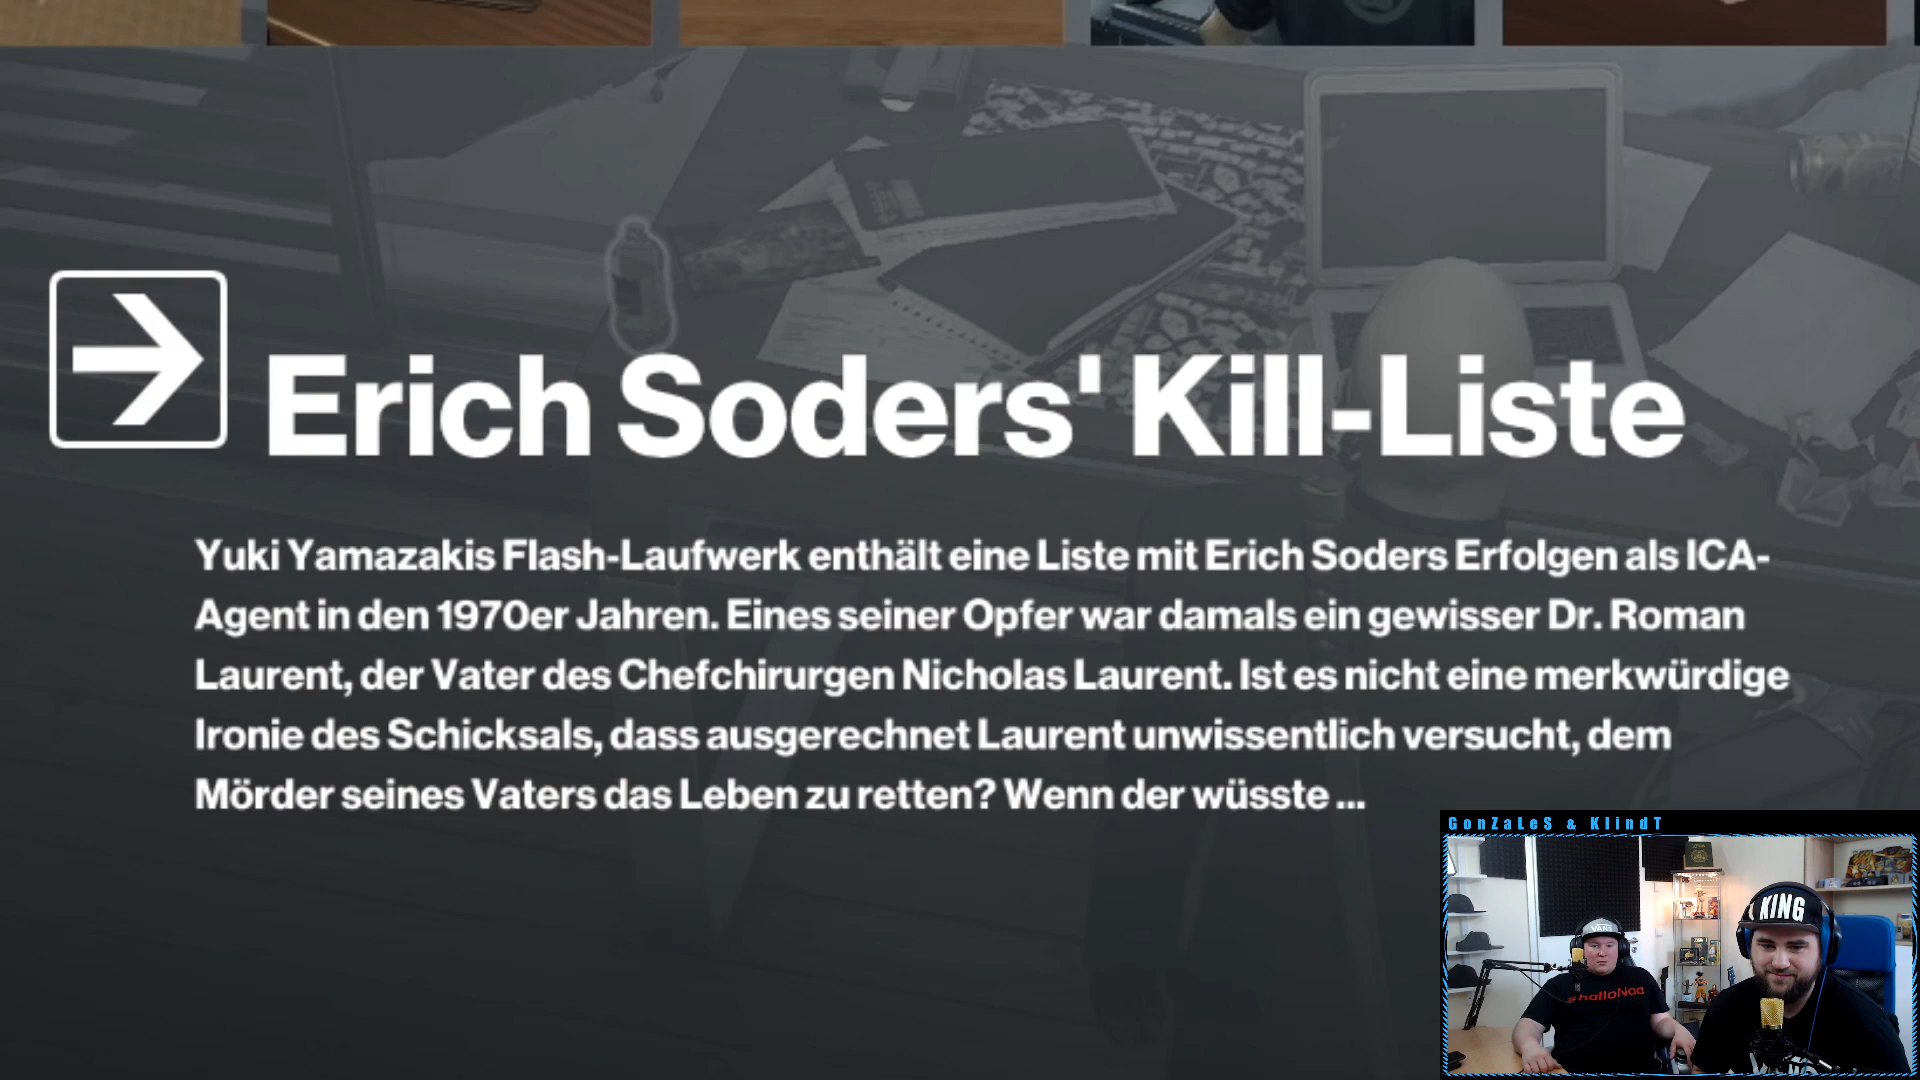 Erich Soders' Kill-Liste
Yuki Yamazakis Flash-Laufwerk enthält eine Liste mit Erich Soders Erfolgen als ICA-
Agent in den 1970er Jahren. Eines seiner Opfer war damals ein gewisser Dr. Roman
Laurent, der Vater des Chefchirurgen Nicholas Laurent. Ist es nicht eine merkwürdige
Ironie des Schicksals, dass ausgerechnet Laurent unwissentlich versucht, dem
Mörder seines Vaters das Leben zu retten? Wenn der wüsste ...
GonZaLeS & KlindT
KING
VANS